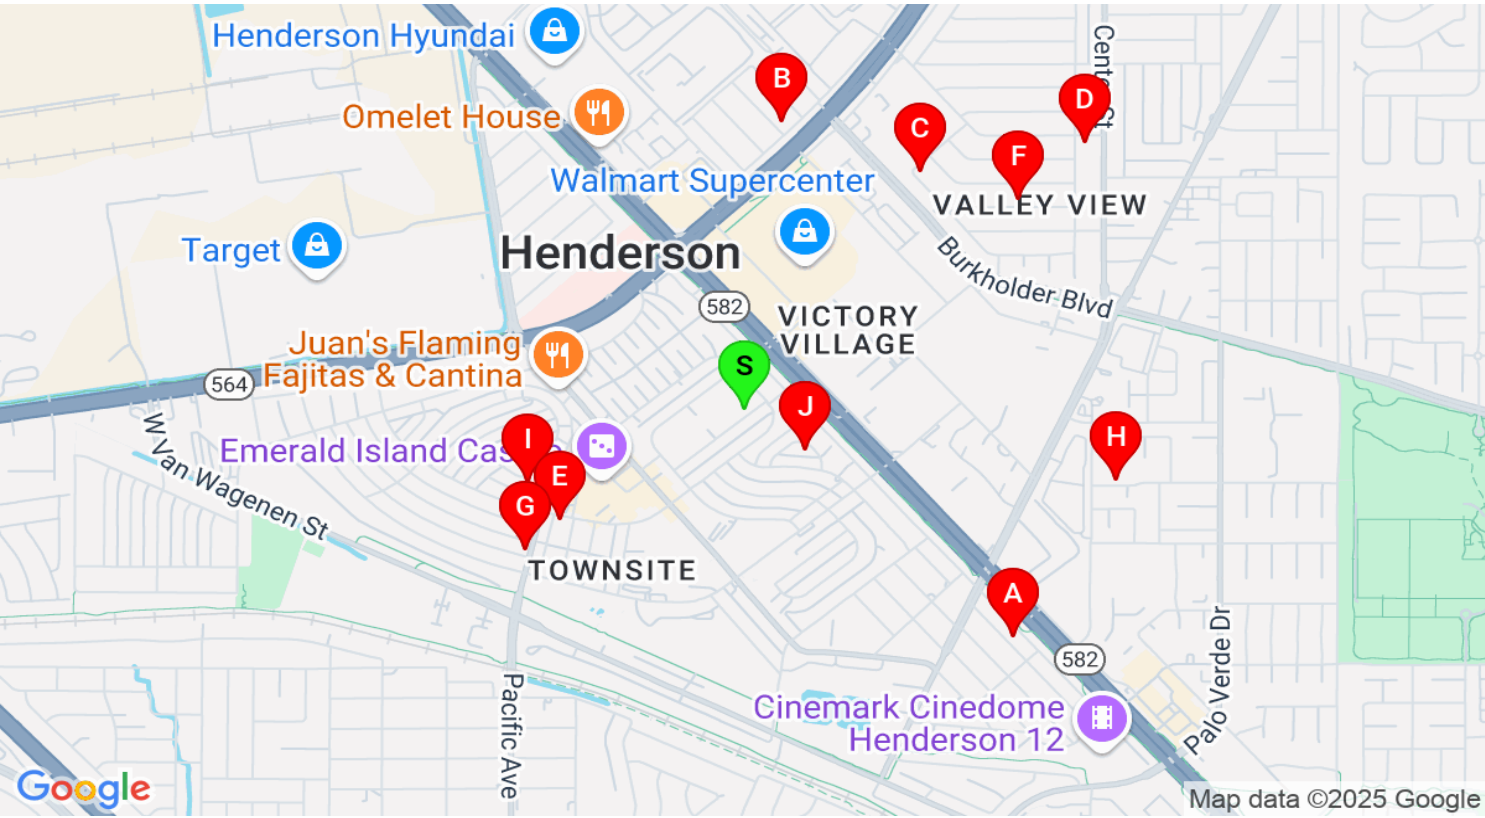 Henderson Hyundai
B
Center St
D
Omelet House
C
F
Walmart Supercenter
VALLEY VIEW
Target
Henderson
Burkholder Blvd
582
VICTORY
VILLAGE
Juan's Flaming
Fajitas & Cantina
S
564
J
W Van Wagenen St
Emerald Island Cas
I
H
E
G
TOWNSITE
A
582
Palo Verde Dr
Pacific Ave
Cinemark Cinedome
Henderson 12
Google
Map data ©2025 Google